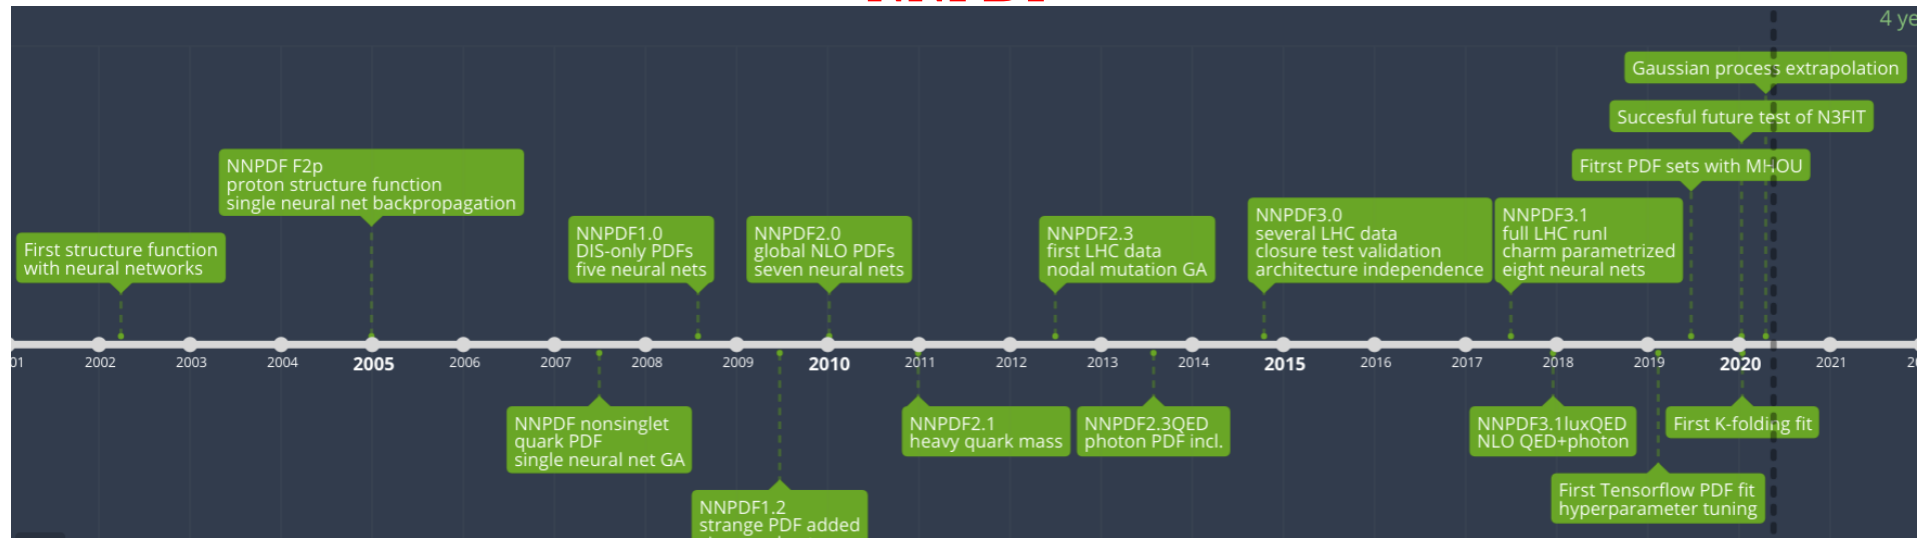 4 ye
Gaussian process extrapolation
Succesful future test of N3FIT
Fitrst PDF sets with MHOU
NNPDF F2p
proton structure function
single neural net backpropagation
First structure function
with neural networks
NNPDF1.0
DIS-only PDFs
five neural nets
NNPDF2.0
global NLO PDFs
seven neural nets
NNPDF2.3
first LHC data
nodal mutation GA
NNPDF3.0
several LHC data
closure test validation
architecture independence
NNPDF3.1
full LHC runI
charm parametrized
eight neural nets
01 2002 2003 2004 2005 2006 2007 2008 2009 2010 2011 2012 2013 2014 2015 2016 2017 2018 2019 2020 2021 20
NNPDF nonsinglet
quark PDF
single neural net GA
NNPDF1.2
strange PDF added
NNPDF2.1
heavy quark mass
NNPDF2.3QED
photon PDF incl.
NNPDF3.1luxQED
NLO QED+photon
First K-folding fit
First Tensorflow PDF fit
hyperparameter tuning